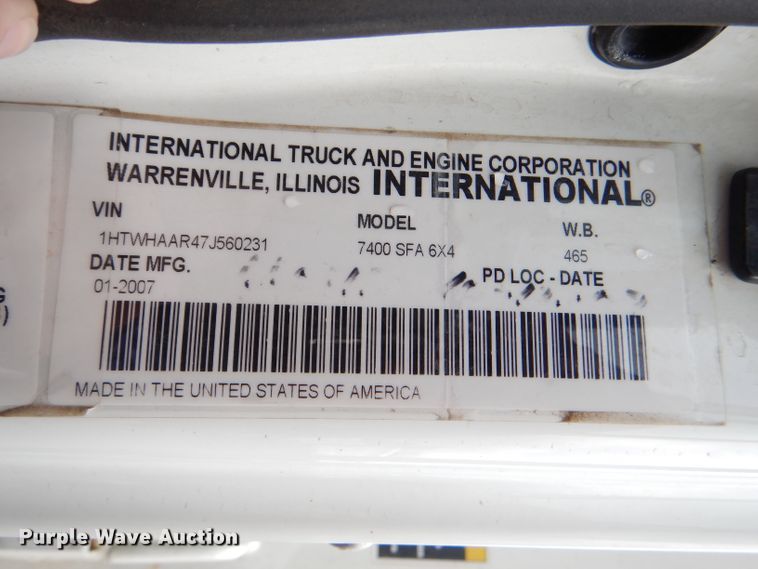 INTERNATIONAL TRUCK AND ENGINE CORPORATION
WARRENVILLE, ILLINOIS INTERNATIONAL®
VIN MODEL W.B.
1HTWHAAR47J560231 7400 SFA 6X4 465
DATE MFG. PD LOC - DATE
01-2007
MADE IN THE UNITED STATES OF AMERICA
Purple Wave Auction